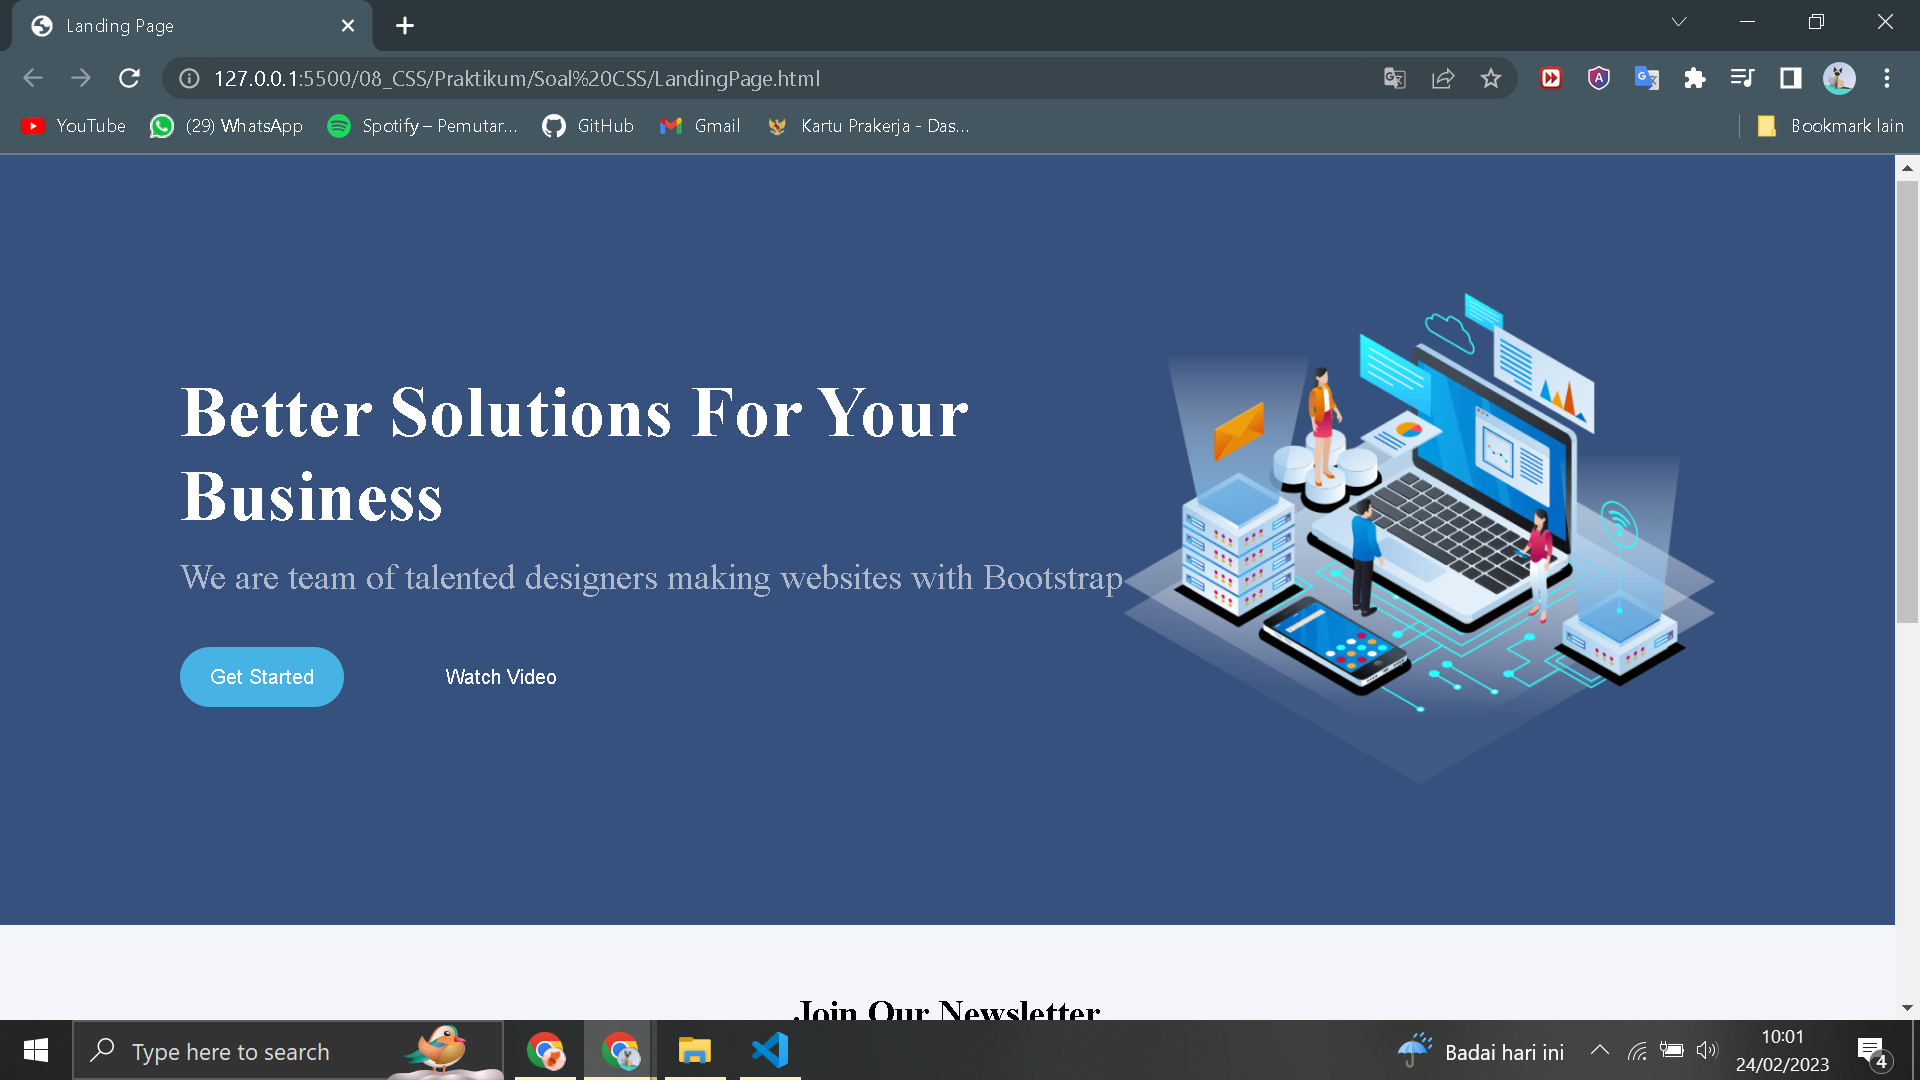 Landing Page
127.0.0.1:5500/08_CSS/Praktikum/Soal%20CSS/LandingPage.html
YouTube
(29) WhatsApp
Spotify – Pemutar...
GitHub
Gmail
Kartu Prakerja - Das...
Bookmark lain
Better Solutions For Your
Business
We are team of talented designers making websites with Bootstrap
Get Started
Watch Video
Join Our Newsletter
Type here to search
Badai hari ini
10:01
24/02/2023
4